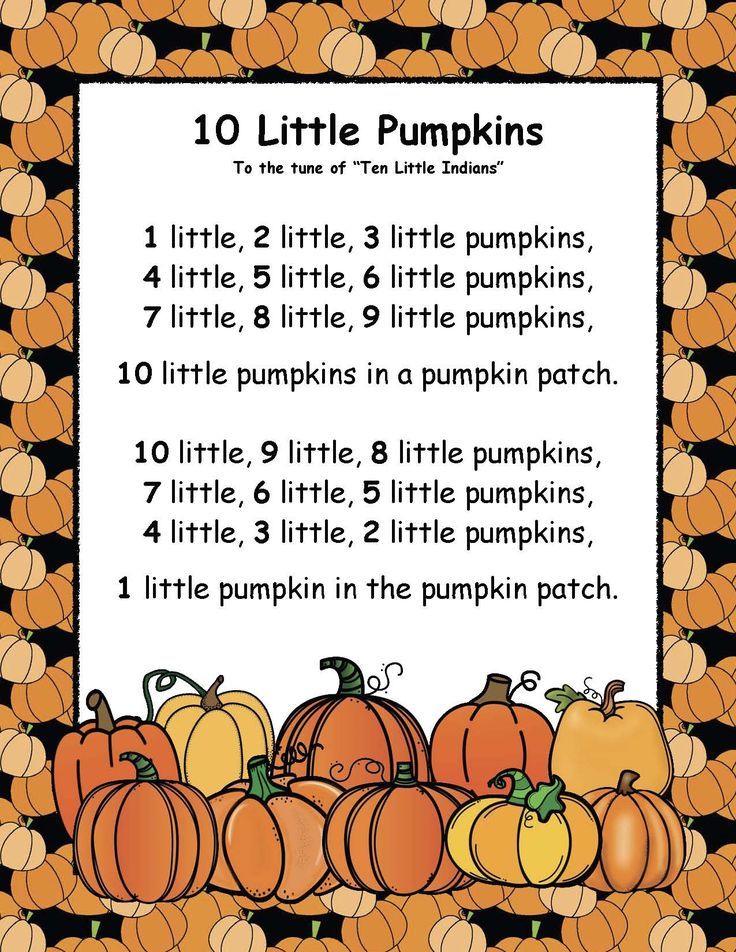 10 Little Pumpkins
To the tune of “Ten Little Indians”
1 little, 2 little, 3 little pumpkins,
4 little, 5 little, 6 little pumpkins,
7 little, 8 little, 9 little pumpkins,
10 little pumpkins in a pumpkin patch.
10 little, 9 little, 8 little pumpkins,
7 little, 6 little, 5 little pumpkins,
4 little, 3 little, 2 little pumpkins,
1 little pumpkin in the pumpkin patch.